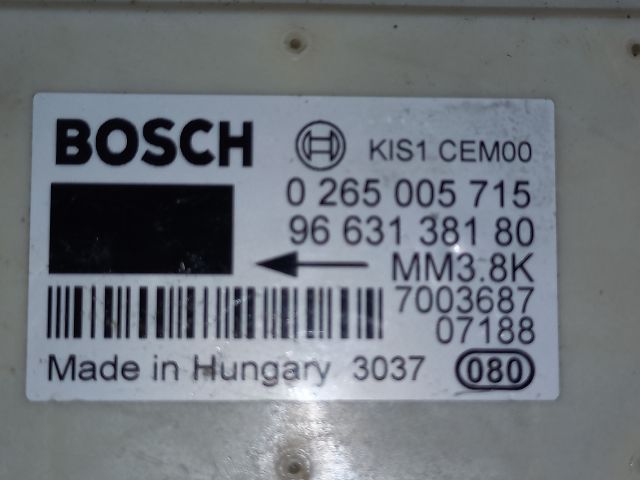 BOSCH KIS1 CEM00
0 265 005 715
96 631 381 80
MM3.8K
7003687
07188
Made in Hungary 3037 080